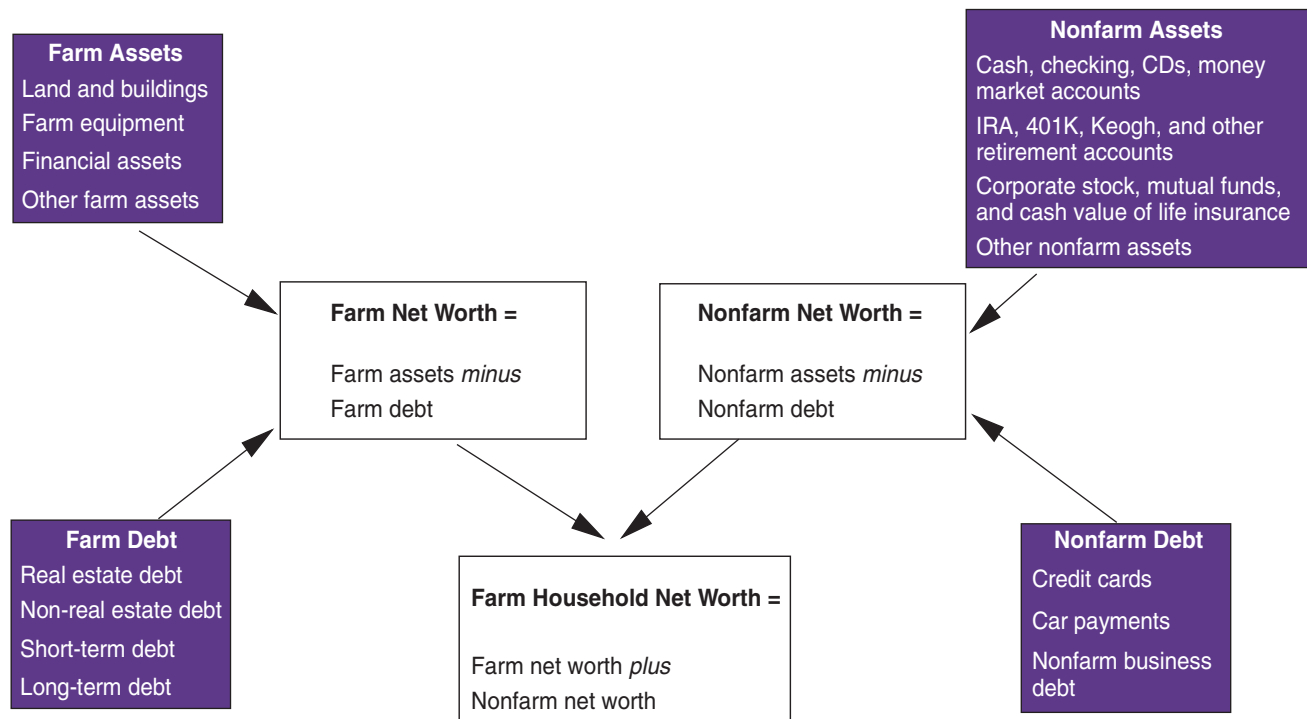 Farm Assets
Land and buildings
Farm equipment
Financial assets
Other farm assets
Nonfarm Assets
Cash, checking, CDs, money
market accounts
IRA, 401K, Keogh, and other
retirement accounts
Corporate stock, mutual funds,
and cash value of life insurance
Other nonfarm assets
Farm Net Worth =
Farm assets minus
Farm debt
Nonfarm Net Worth =
Nonfarm assets minus
Nonfarm debt
Farm Debt
Real estate debt
Non-real estate debt
Short-term debt
Long-term debt
Farm Household Net Worth =
Farm net worth plus
Nonfarm net worth
Nonfarm Debt
Credit cards
Car payments
Nonfarm business
debt